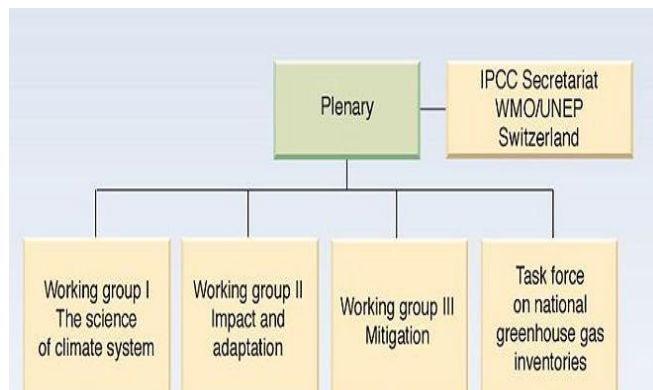 Plenary
IPCC Secretariat
WMO/UNEP
Switzerland
Working group I
The science
of climate system
Working group II
Impact and
adaptation
Working group III
Mitigation
Task force
on national
greenhouse gas
inventories